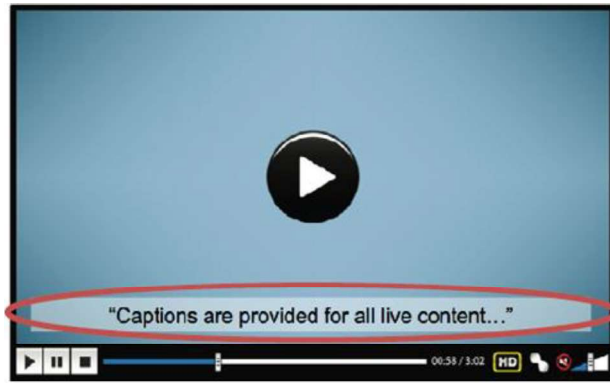 “Captions are provided for all live content...”
00:58 / 3:02 HD